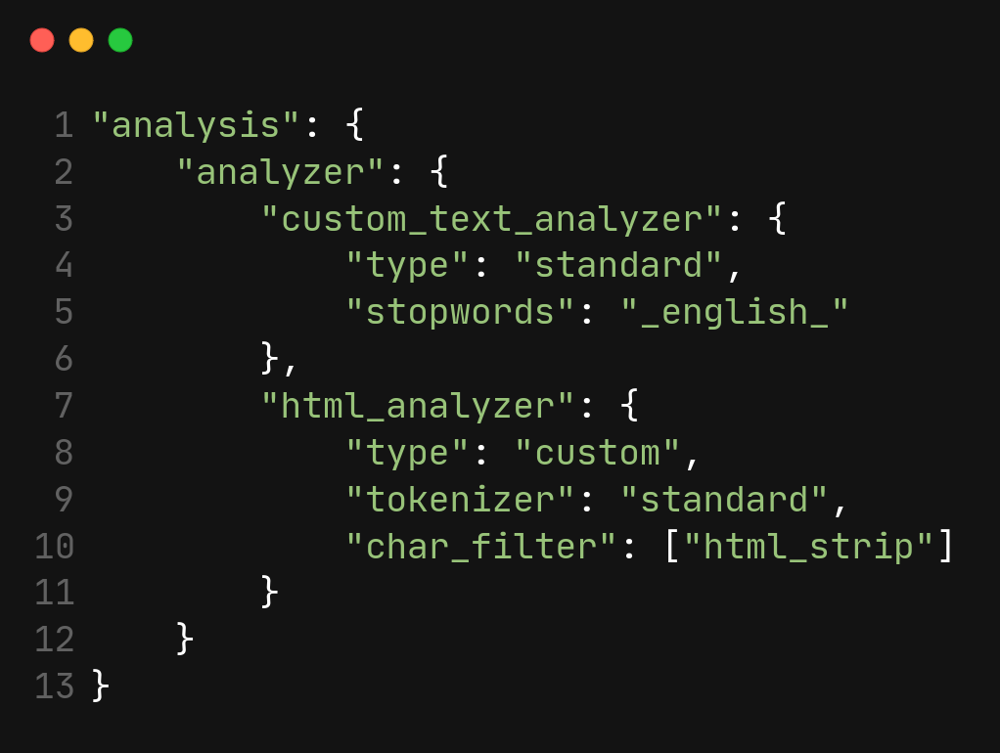 1 "analysis": {
2     "analyzer": {
3         "custom_text_analyzer": {
4             "type": "standard",
5             "stopwords": "_english_"
6         },
7         "html_analyzer": {
8             "type": "custom",
9             "tokenizer": "standard",
10             "char_filter": ["html_strip"]
11         }
12     }
13 }